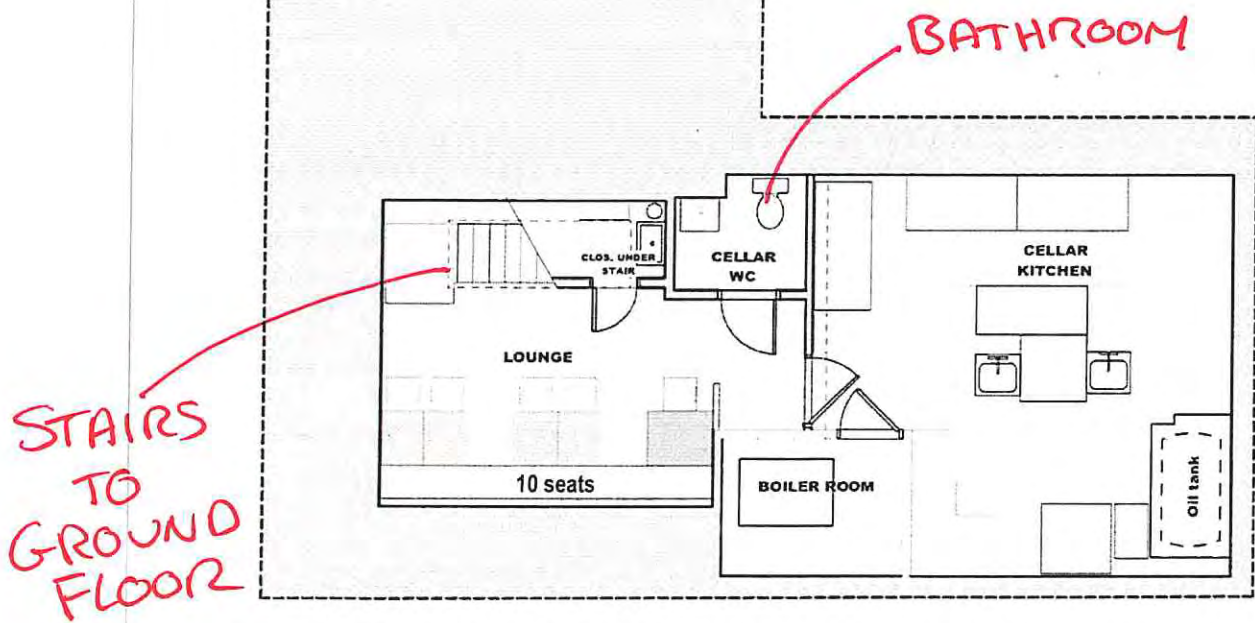 BATHROOM
CLOS. UNDER
STAIR
CELLAR
WC
CELLAR
KITCHEN
LOUNGE
STAIRS
TO
GROUND
FLOOR
10 seats
BOILER ROOM
Oil tank